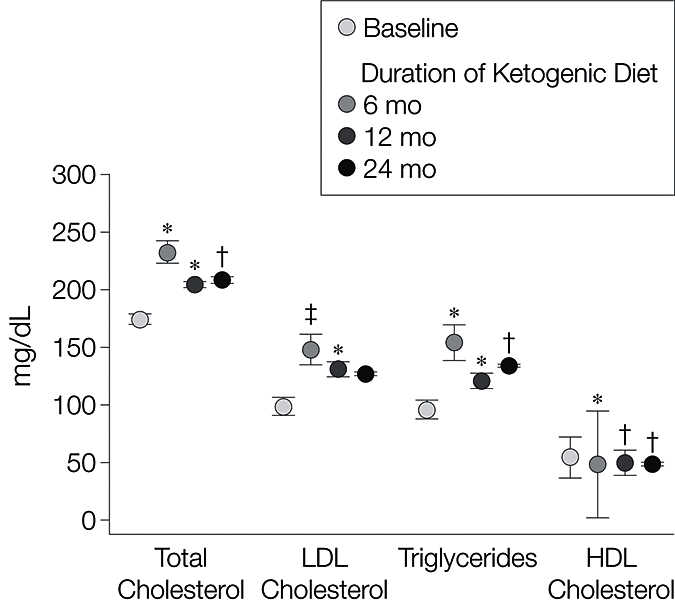 Baseline
Duration of Ketogenic Diet
6 mo
12 mo
24 mo
300
250
200
150
100
50
0
mg/dL
* * †
‡ *
* * †
* † †
Total
Cholesterol
LDL
Cholesterol
Triglycerides
HDL
Cholesterol